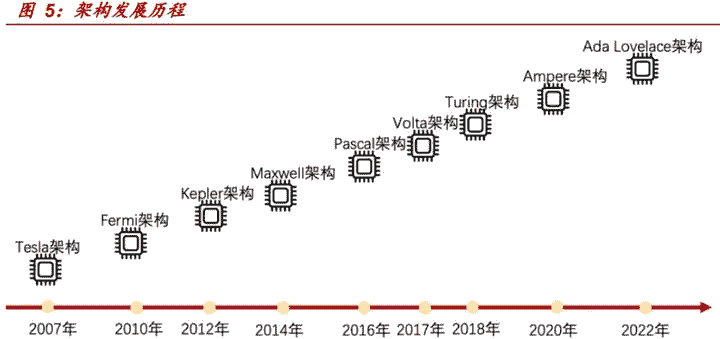 图 5：架构发展历程
Ada Lovelace架构
Ampere架构
Turing架构
Volta架构
Pascal架构
Maxwell架构
Kepler架构
Fermi架构
Tesla架构
2007年 2010年 2012年 2014年 2016年 2017年 2018年 2020年 2022年